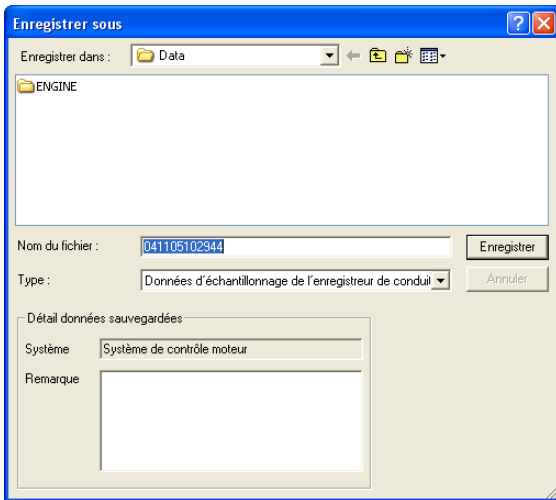 Enregistrer sous
Enregistrer dans :
Data
ENGINE
Nom du fichier :
041105102944
Enregistrer
Type :
Données d'échantillonnage de l'enregistreur de conduit
Annuler
Détail données sauvegardées
Système
Système de contrôle moteur
Remarque